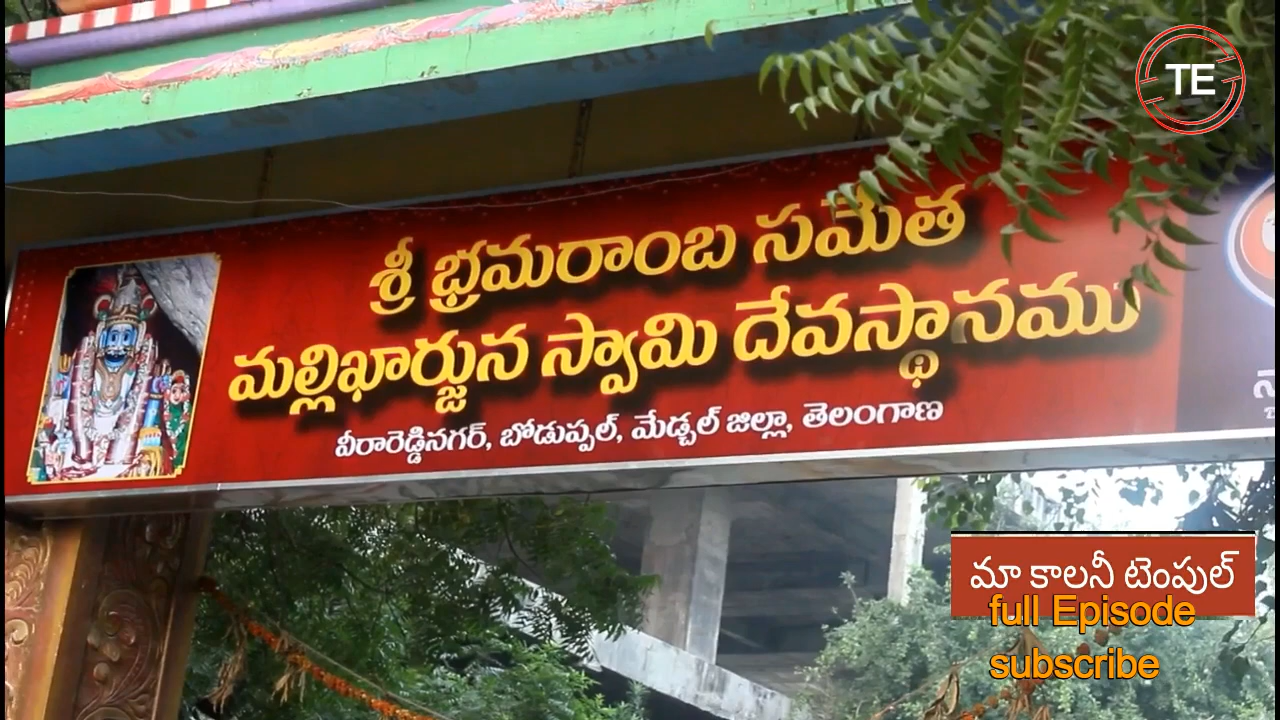 TE
శ్రీ భ్రమరాంబ సమేత
మల్లిఖార్జున స్వామి దేవస్థానము
వీరారెడ్డినగర్, బోడుప్పల్, మేడ్చల్ జిల్లా, తెలంగాణ
మా కాలనీ టెంపుల్
full Episode
subscribe